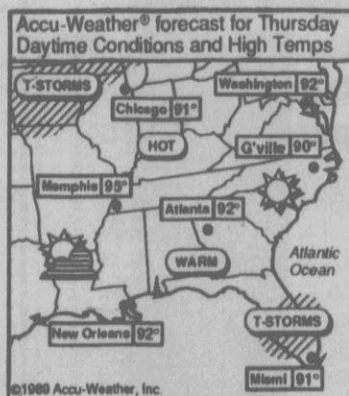 Accu-Weather® forecast for Thursday
Daytime Conditions and High Temps
T-STORMS
Washington 92°
Chicago 91°
HOT
G'ville 90°
Memphis 95°
Atlanta 92°
Atlantic
Ocean
WARM
T-STORMS
New Orleans 92°
Miami 91°
©1989 Accu-Weather, Inc.